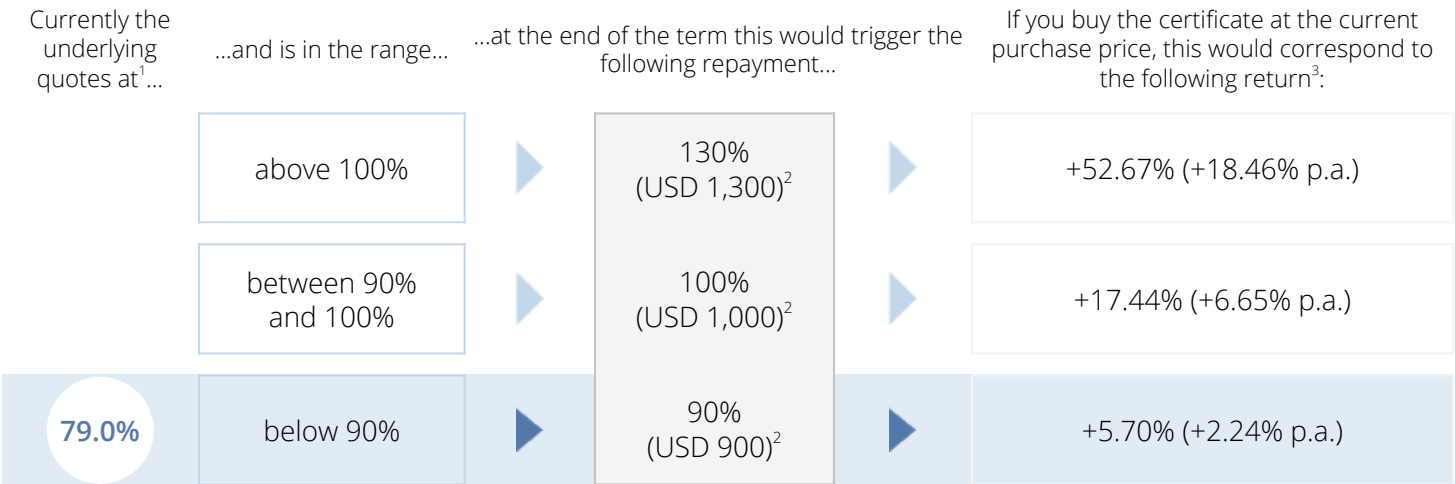 Currently the
underlying
quotes at¹...
...and is in the range...
...at the end of the term this would trigger the
following repayment...
If you buy the certificate at the current
purchase price, this would correspond to
the following return³:
above 100%
130%
(USD 1,300)²
+52.67% (+18.46% p.a.)
between 90%
and 100%
100%
(USD 1,000)²
+17.44% (+6.65% p.a.)
79.0%
below 90%
90%
(USD 900)²
+5.70% (+2.24% p.a.)